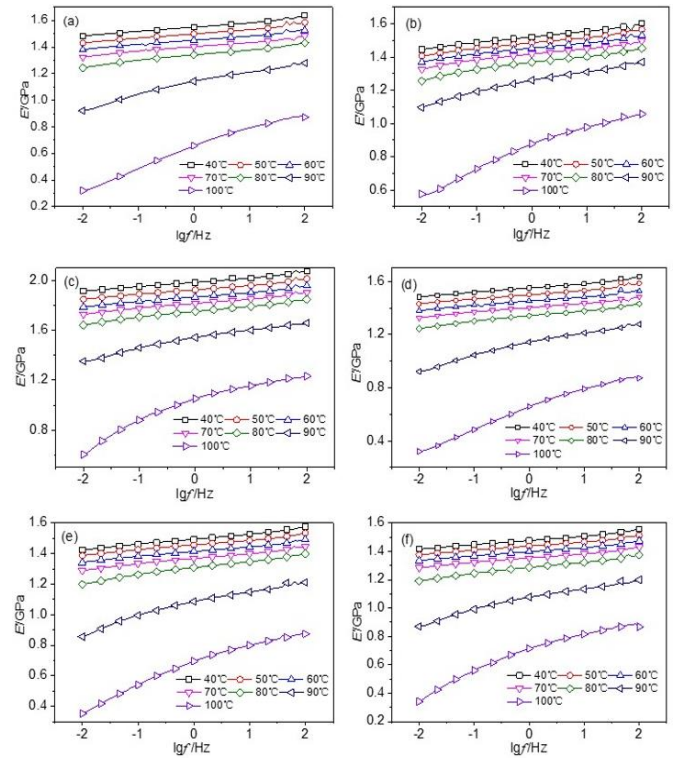 (a)
1.6
1.4
1.2
1.0
0.8
0.6
0.4
0.2
E'/GPa
40℃ 50℃ 60℃
70℃ 80℃ 90℃
100℃
-2 -1 0 1 2
lgf/Hz
(b)
1.6
1.4
1.2
1.0
0.8
0.6
E'/GPa
40℃ 50℃ 60℃
70℃ 80℃ 90℃
100℃
-2 -1 0 1 2
lgf/Hz
(c)
2.0
1.6
1.2
0.8
E'/GPa
40℃ 50℃ 60℃
70℃ 80℃ 90℃
100℃
-2 -1 0 1 2
lgf/Hz
(d)
1.6
1.2
0.8
0.4
E'/GPa
40℃ 50℃ 60℃
70℃ 80℃ 90℃
100℃
-2 -1 0 1 2
lgf/Hz
(e)
1.6
1.4
1.2
1.0
0.8
0.6
0.4
E'/GPa
40℃ 50℃ 60℃
70℃ 80℃ 90℃
100℃
-2 -1 0 1 2
lgf/Hz
(f)
1.6
1.4
1.2
1.0
0.8
0.6
0.4
0.2
E'/GPa
40℃ 50℃ 60℃
70℃ 80℃ 90℃
100℃
-2 -1 0 1 2
lgf/Hz